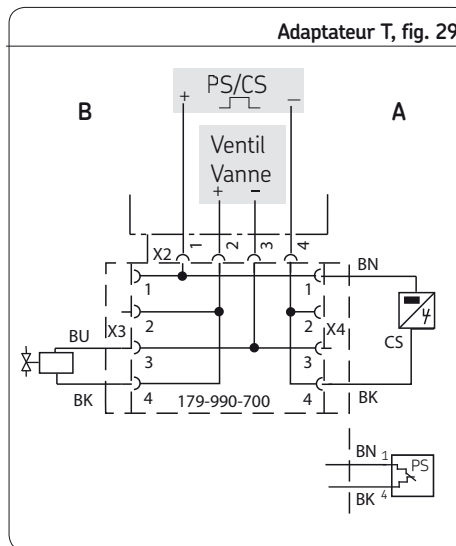 Adaptateur T, fig. 29
B
PS/CS
A
+
−
Ventil
Vanne
+ −
X2
1 2 3 4
BN
1 1
2 2
X3 X4
BU
CS
3 3
BK
4 4
179-990-700
BK
BN 1
PS
BK 4